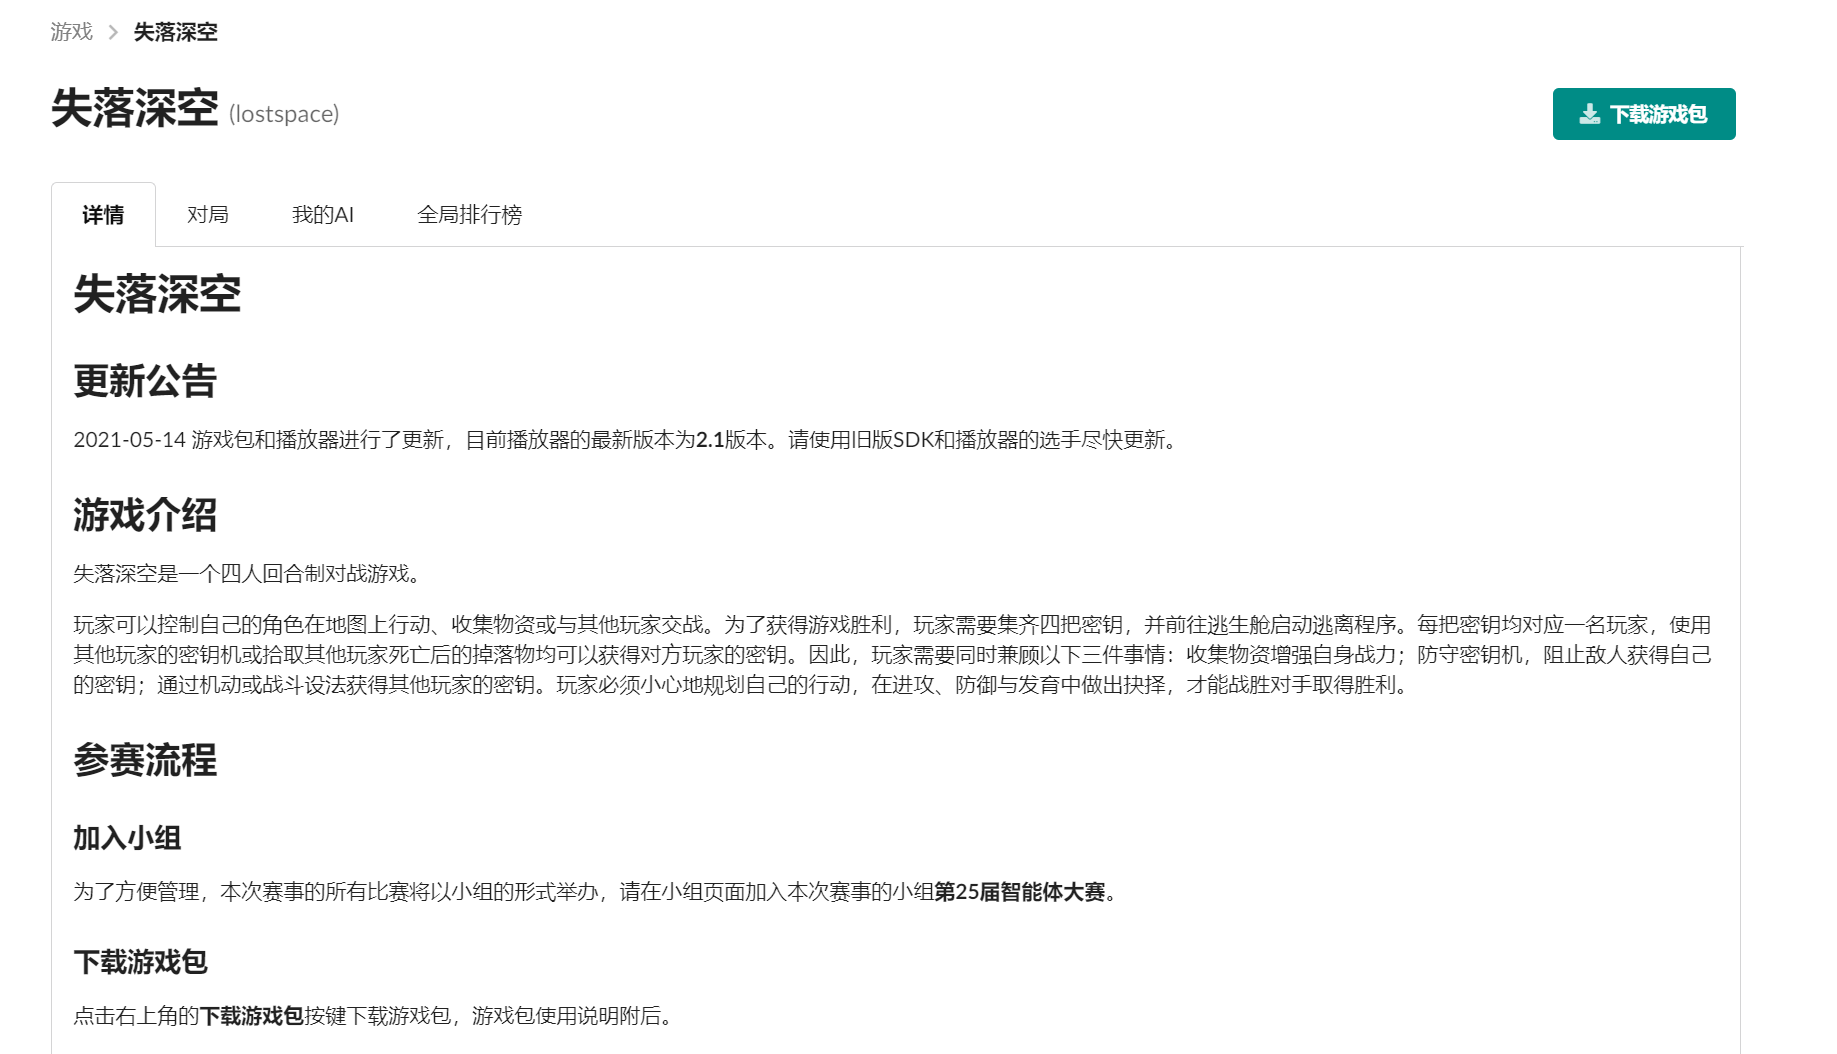 游戏 > 失落深空
失落深空 (lostspace)
下载游戏包
详情 对局 我的AI 全局排行榜
失落深空
更新公告
2021-05-14 游戏包和播放器进行了更新，目前播放器的最新版本为2.1版本。请使用旧版SDK和播放器的选手尽快更新。
游戏介绍
失落深空是一个四人回合制对战游戏。
玩家可以控制自己的角色在地图上行动、收集物资或与其他玩家交战。为了获得游戏胜利，玩家需要集齐四把密钥，并前往逃生舱启动逃离程序。每把密钥均对应一名玩家，使用
其他玩家的密钥机或拾取其他玩家死亡后的掉落物均可以获得对方玩家的密钥。因此，玩家需要同时兼顾以下三件事情：收集物资增强自身战力；防守密钥机，阻止敌人获得自己
的密钥；通过机动或战斗设法获得其他玩家的密钥。玩家必须小心地规划自己的行动，在进攻、防御与发育中做出抉择，才能战胜对手取得胜利。
参赛流程
加入小组
为了方便管理，本次赛事的所有比赛将以小组的形式举办，请在小组页面加入本次赛事的小组第25届智能体大赛。
下载游戏包
点击右上角的下载游戏包按键下载游戏包，游戏包使用说明附后。